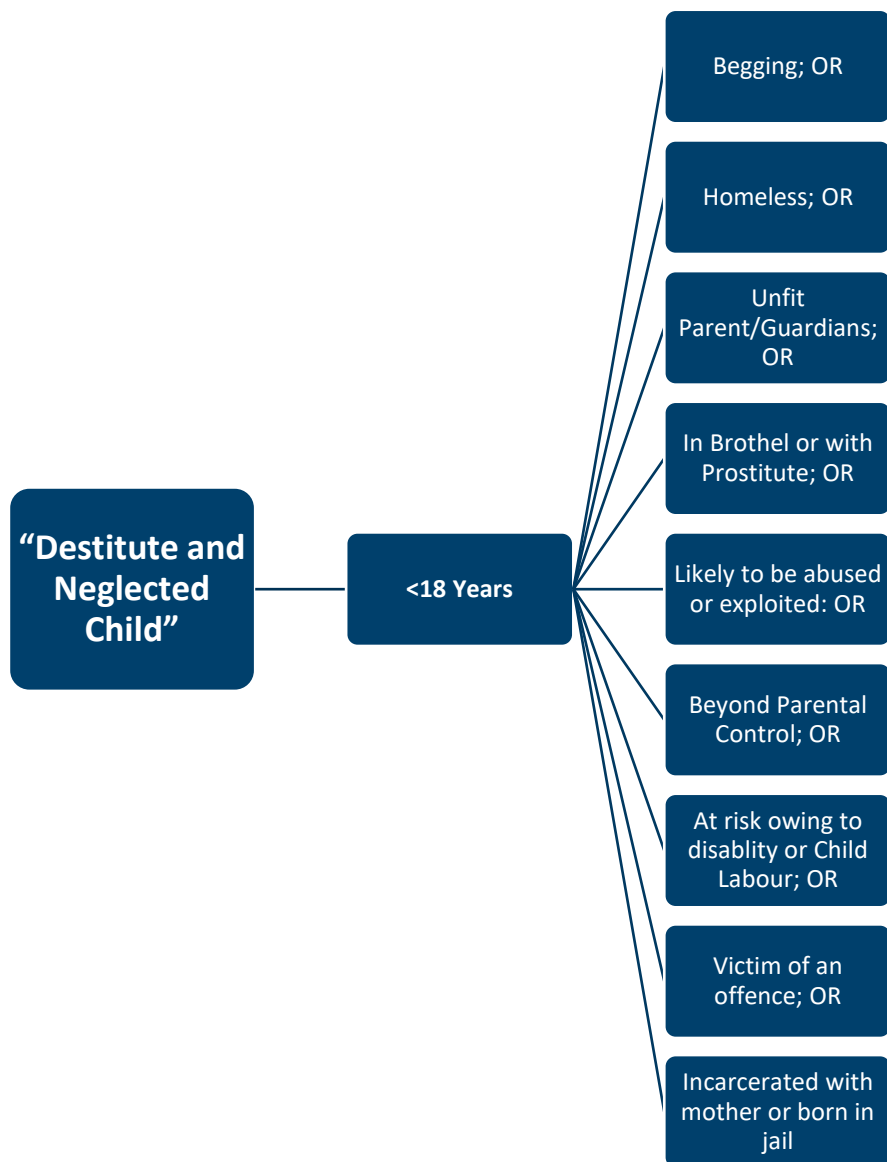 “Destitute and
Neglected
Child”
<18 Years
Begging; OR
Homeless; OR
Unfit
Parent/Guardians;
OR
In Brothel or with
Prostitute; OR
Likely to be abused
or exploited: OR
Beyond Parental
Control; OR
At risk owing to
disablity or Child
Labour; OR
Victim of an
offence; OR
Incarcerated with
mother or born in
jail